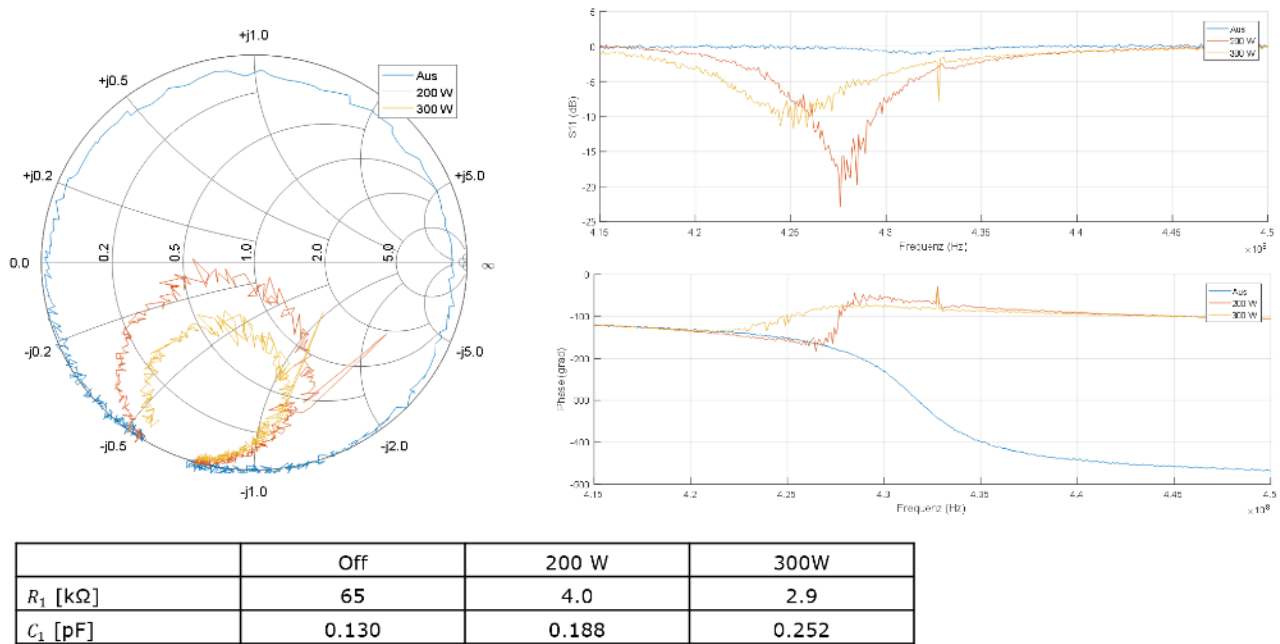 +j1.0
+j0.5
+j0.2
+j5.0
Aus
200 W
300 W
0.0
0.2
0.5
1.0
2.0
5.0
∞
-j0.2
-j5.0
-j0.5
-j2.0
-j1.0
5
0
-5
-10
-15
-20
-25
S11 (dB)
Aus
200 W
300 W
4.15
4.2
4.25
4.3
4.35
4.4
4.45
4.5
Frequenz (Hz)
0
-100
-200
-300
-400
-500
Phase (grad)
Aus
200 W
300 W
4.15
4.2
4.25
4.3
4.35
4.4
4.45
4.5
Frequenz (Hz)
×10⁸
Off 200 W 300W
R₁ [kΩ] 65 4.0 2.9
C₁ [pF] 0.130 0.188 0.252